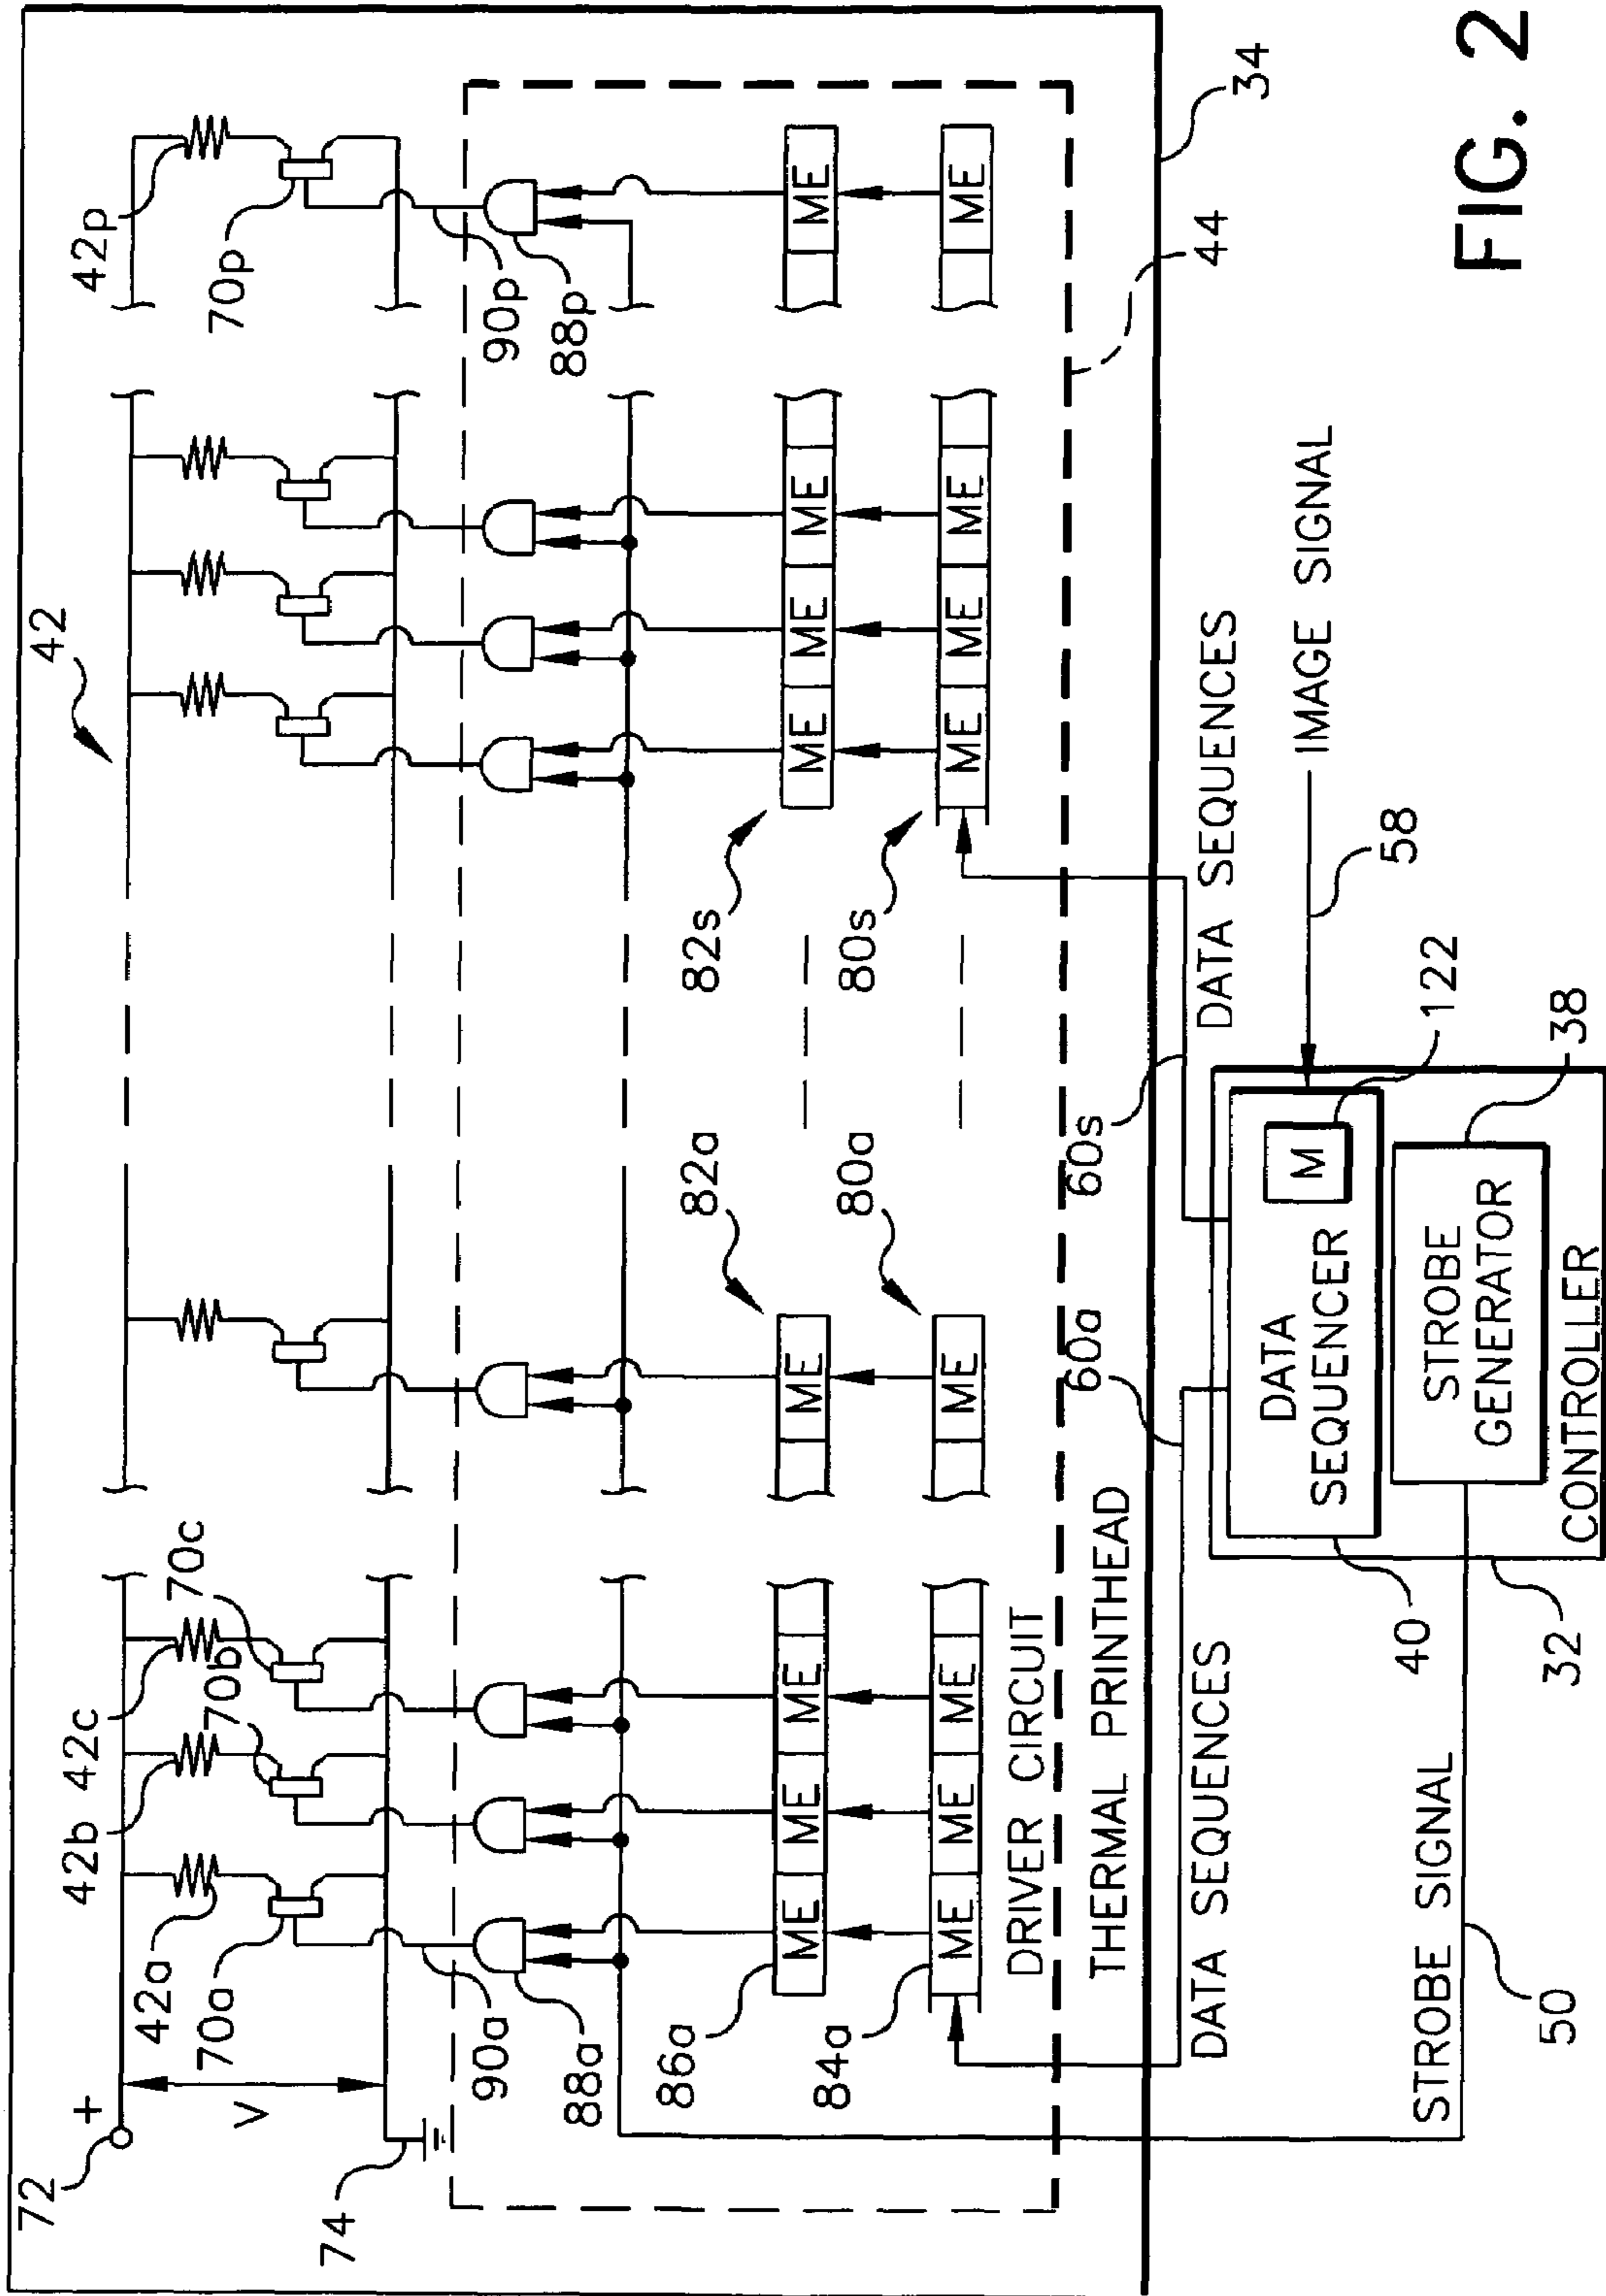 72
+
V
74
42
42a
42b
42c
42p
70a
70b
70c
70p
90a
88a
90p
88p
86a
ME
ME
ME
ME
ME
ME
ME
ME
82a
82s
84a
ME
ME
ME
ME
ME
ME
ME
ME
80a
80s
DRIVER CIRCUIT
THERMAL PRINTHEAD
44
34
60a
60s
DATA SEQUENCES
DATA SEQUENCES
IMAGE SIGNAL
58
DATA
SEQUENCER
M
122
40
STROBE
GENERATOR
38
CONTROLLER
32
STROBE SIGNAL
50
FIG. 2